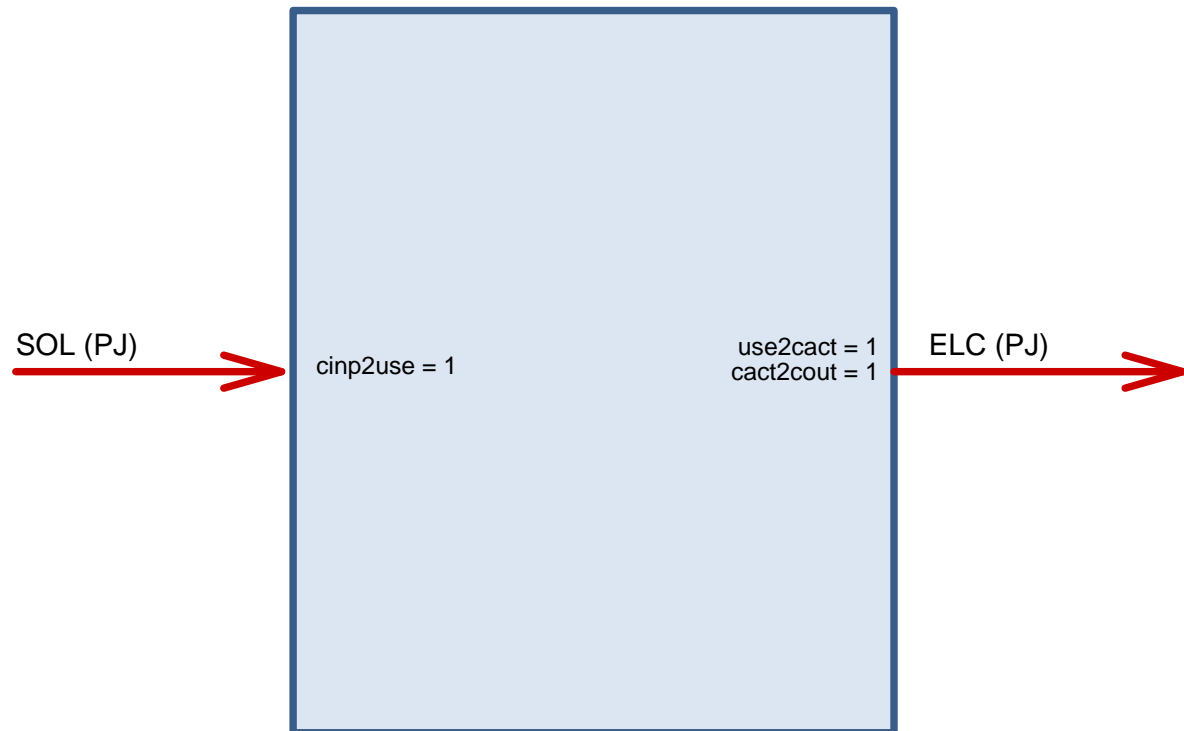 SOL (PJ)
cinp2use = 1
use2cact = 1
cact2cout = 1
ELC (PJ)